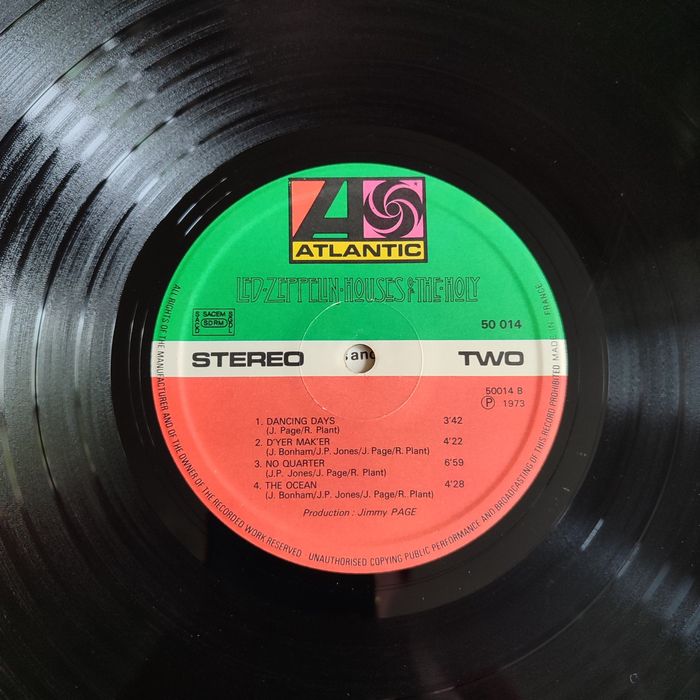 ATLANTIC
LED·ZEPPELIN·HOUSES OF·THE·HOLY
SACEM
SDRM
SACD
SGDL
50 014
STEREO
and
TWO
50014 B
Ⓟ 1973
1. DANCING DAYS 3'42
(J. Page/R. Plant)
2. D'YER MAK'ER 4'22
(J. Bonham/J.P. Jones/J. Page/R. Plant)
3. NO QUARTER 6'59
(J.P. Jones/J. Page/R. Plant)
4. THE OCEAN 4'28
(J. Bonham/J.P. Jones/J. Page/R. Plant)
Production : Jimmy PAGE
ALL RIGHTS OF THE MANUFACTURER AND OF THE OWNER OF THE RECORDED WORK RESERVED UNAUTHORISED COPYING PUBLIC PERFORMANCE AND BROADCASTING OF THIS RECORD PROHIBITED MADE IN FRANCE